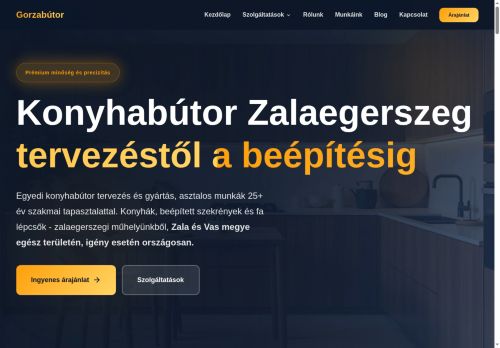 Gorzabútor
Kezdőlap Szolgáltatások Rólunk Munkáink Blog Kapcsolat Árajánlat
Prémium minőség és precizitás
Konyhabútor Zalaegerszeg
tervezéstől a beépítésig
Egyedi konyhabútor tervezés és gyártás, asztalos munkák 25+
év szakmai tapasztalattal. Konyhák, beépített szekrények és fa
lépcsők - zalaegerszegi műhelyünkből, Zala és Vas megye
egész területén, igény esetén országosan.
Ingyenes árajánlat → Szolgáltatások